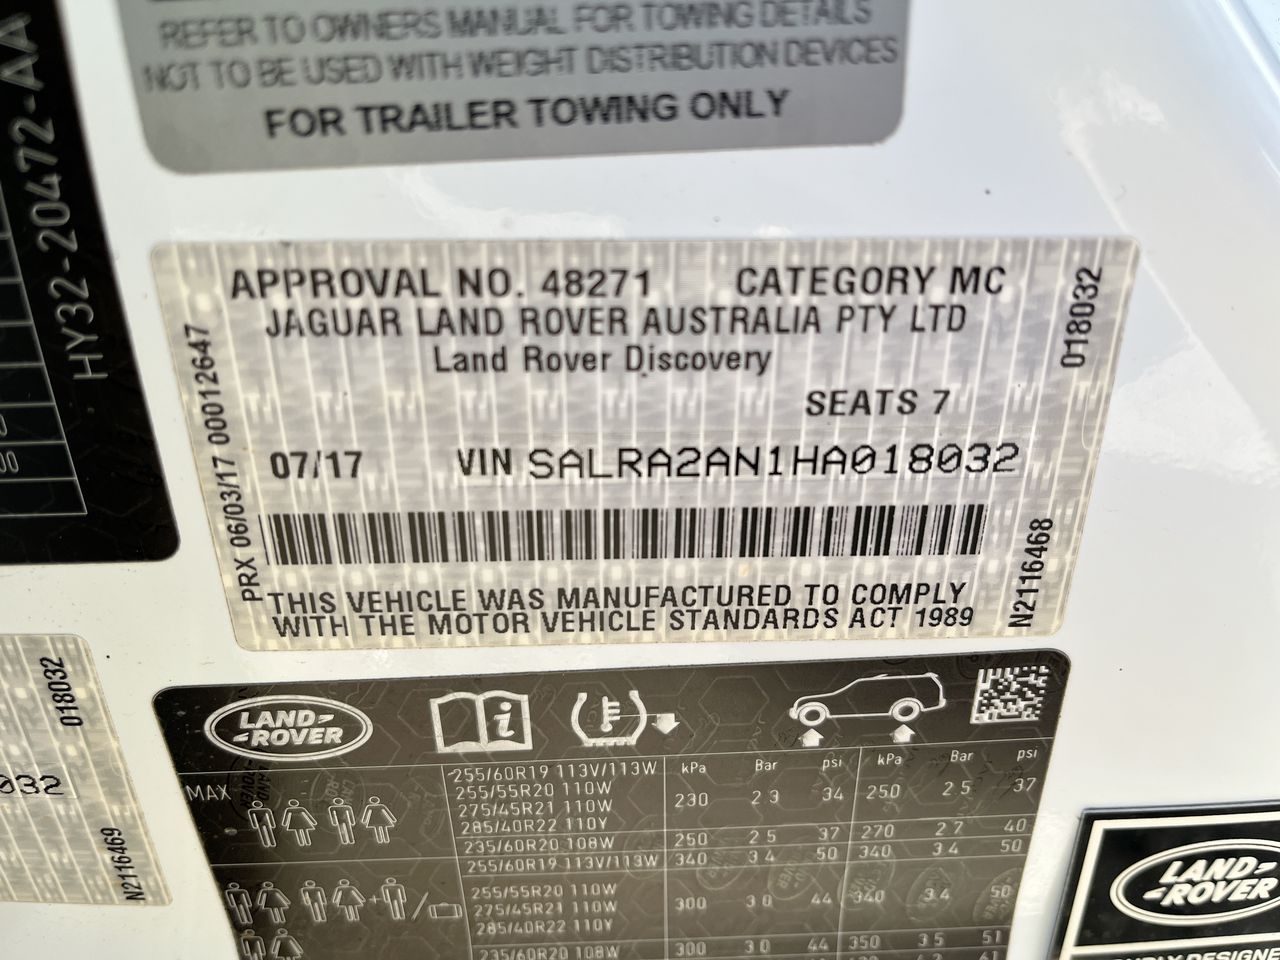 REFER TO OWNERS MANUAL FOR TOWING DETAILS
NOT TO BE USED WITH WEIGHT DISTRIBUTION DEVICES
FOR TRAILER TOWING ONLY
HY32-20472-AA
APPROVAL NO. 48271 CATEGORY MC
JAGUAR LAND ROVER AUSTRALIA PTY LTD
Land Rover Discovery
SEATS 7
07/17 VIN SALRA2AN1HA018032
THIS VEHICLE WAS MANUFACTURED TO COMPLY
WITH THE MOTOR VEHICLE STANDARDS ACT 1989
PRX 06/03/17 00012647
018032
N2116468
018032
032
N2116469
LAND-
-ROVER
i
kPa Bar psi kPa Bar psi
MAX
255/60R19 113V/113W
255/55R20 110W
275/45R21 110W
285/40R22 110Y
230 2.3 34 250 2.5 37
235/60R20 108W 250 2.5 37 270 2.7 40
255/60R19 113V/113W 340 3.4 50 340 3.4 50
255/55R20 110W
275/45R21 110W
285/40R22 110Y
300 3.0 44 340 3.4 50
235/60R20 108W 300 3.0 44 350 3.5 51
LAND-
-ROVER
DESIGNE